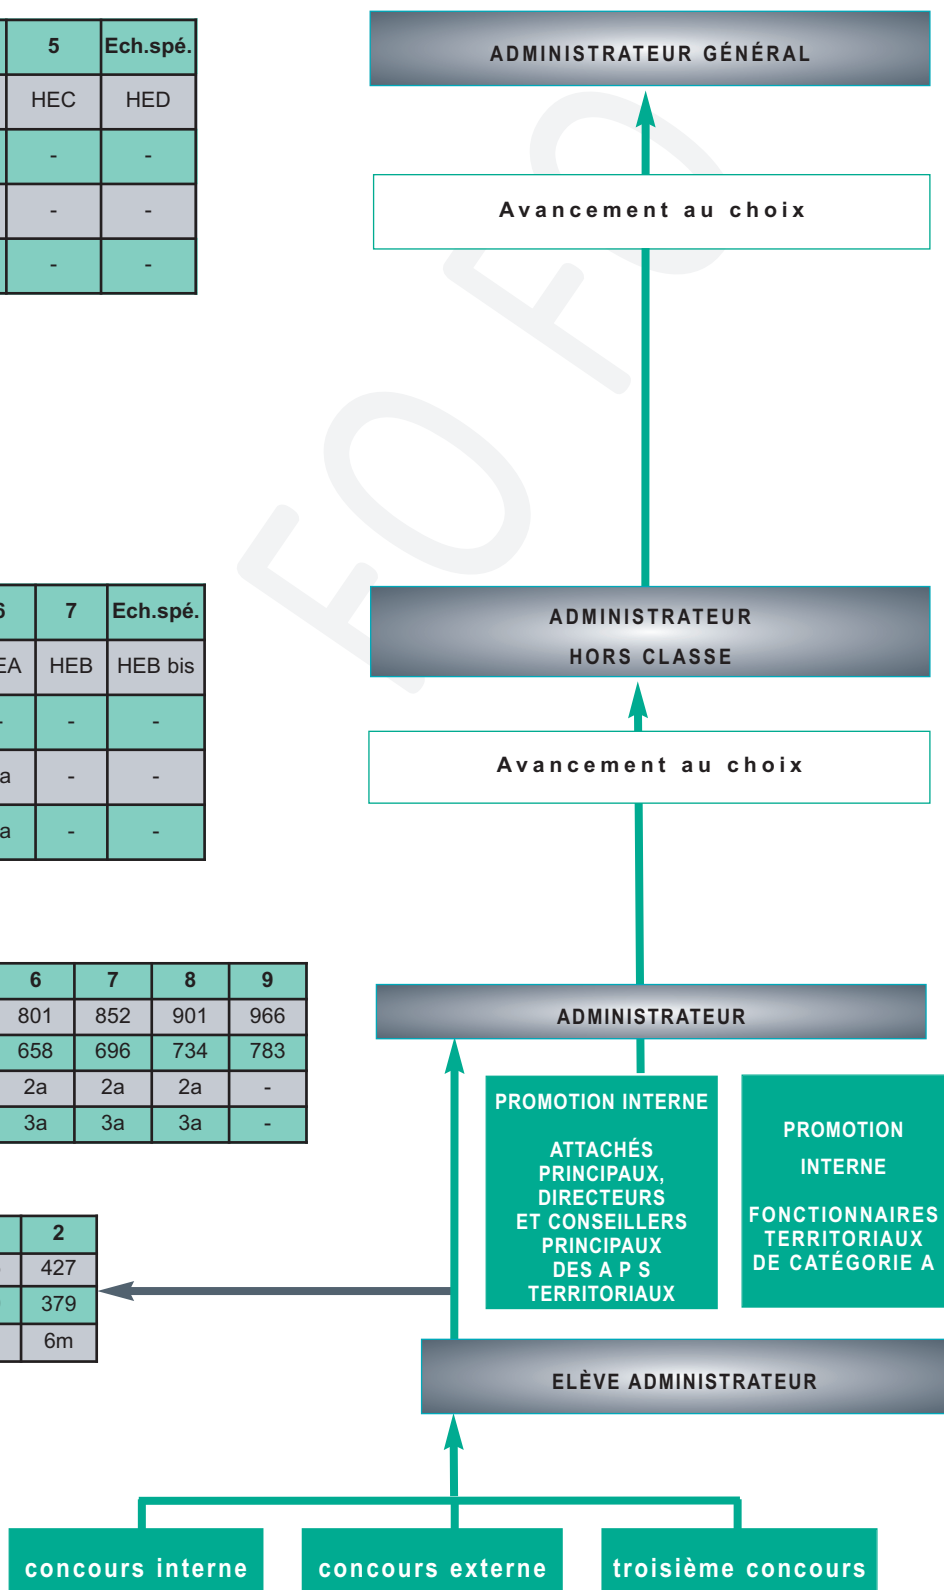 5 Ech.spé.
HEC HED
- -
- -
- -
ADMINISTRATEUR GÉNÉRAL
Avancement au choix
FO FO
7 Ech.spé.
HEB HEB bis
- - -
a - -
a - -
ADMINISTRATEUR
HORS CLASSE
Avancement au choix
6 7 8 9
801 852 901 966
658 696 734 783
2a 2a 2a -
3a 3a 3a -
ADMINISTRATEUR
PROMOTION INTERNE
ATTACHÉS
PRINCIPAUX,
DIRECTEURS
ET CONSEILLERS
PRINCIPAUX
DES A P S
TERRITORIAUX
PROMOTION
INTERNE
FONCTIONNAIRES
TERRITORIAUX
DE CATÉGORIE A
2
427
379
6m
ELÈVE ADMINISTRATEUR
concours interne
concours externe
troisième concours